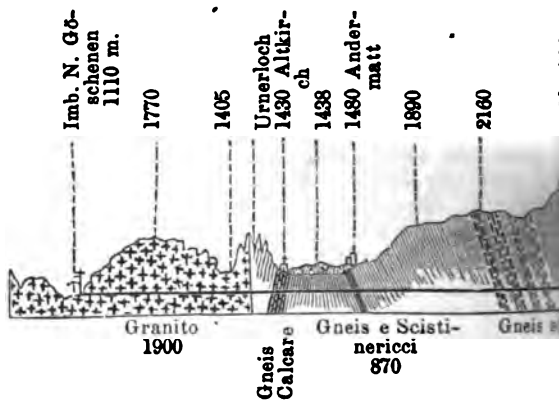 Imb. N. Gö-
schenen
1110 m.
1770
1405
Urnerloch
1430 Altkir-
ch
1438
1480 Ander-
matt
1890
2160
Granito
1900
Gneis
Calcare
Gneis e Scisti-
nericci
870
Gneis